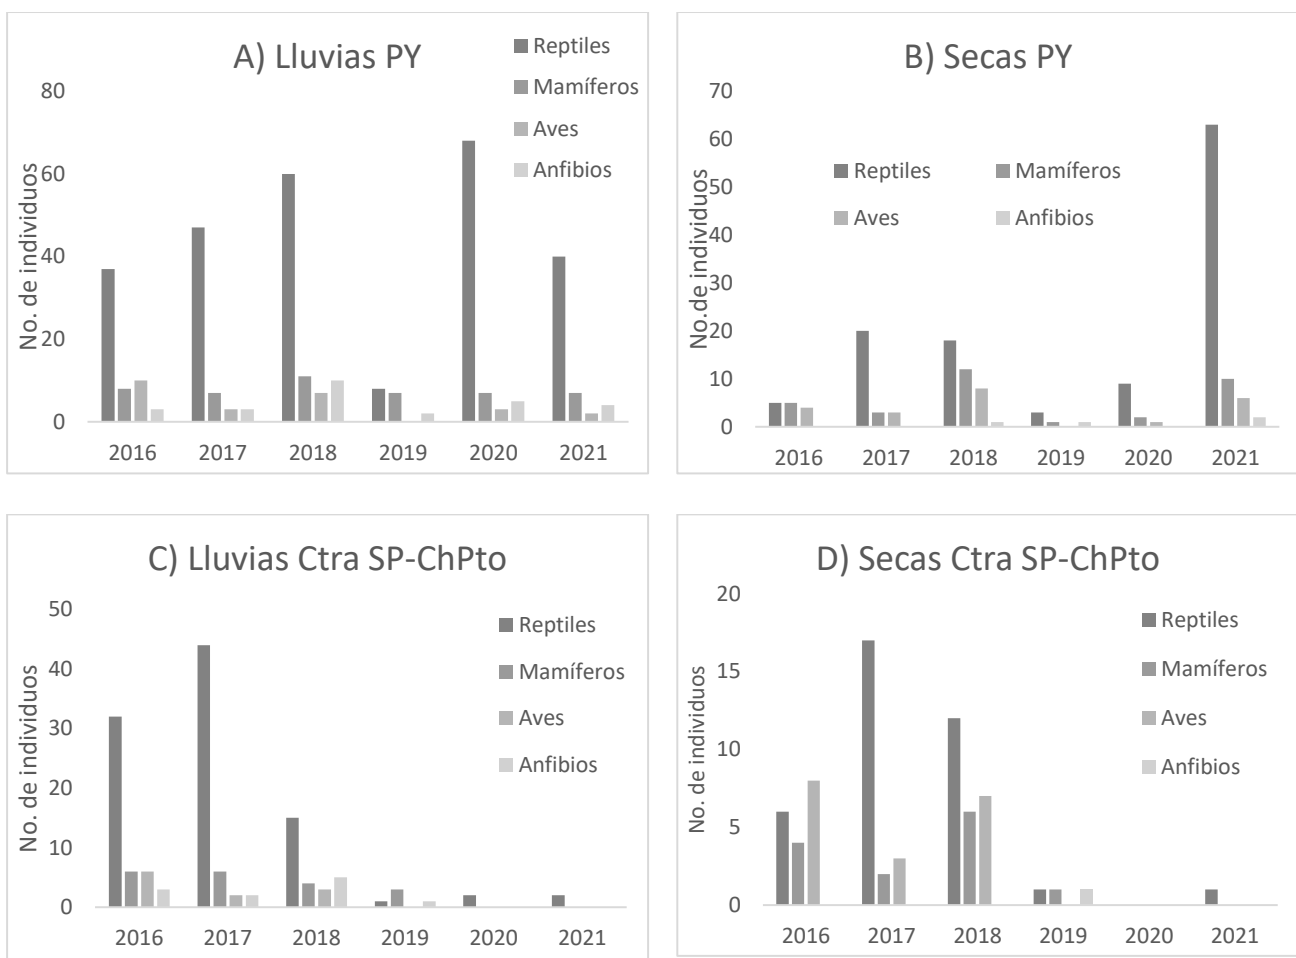 A) Lluvias PY
Reptiles
Mamíferos
Aves
Anfibios
No. de individuos
80
60
40
20
0
2016 2017 2018 2019 2020 2021
B) Secas PY
Reptiles Mamíferos
Aves Anfibios
No.de individuos
70
60
50
40
30
20
10
0
2016 2017 2018 2019 2020 2021
C) Lluvias Ctra SP-ChPto
Reptiles
Mamíferos
Aves
Anfibios
No. de individuos
50
40
30
20
10
0
2016 2017 2018 2019 2020 2021
D) Secas Ctra SP-ChPto
Reptiles
Mamíferos
Aves
Anfibios
No. de individuos
20
15
10
5
0
2016 2017 2018 2019 2020 2021